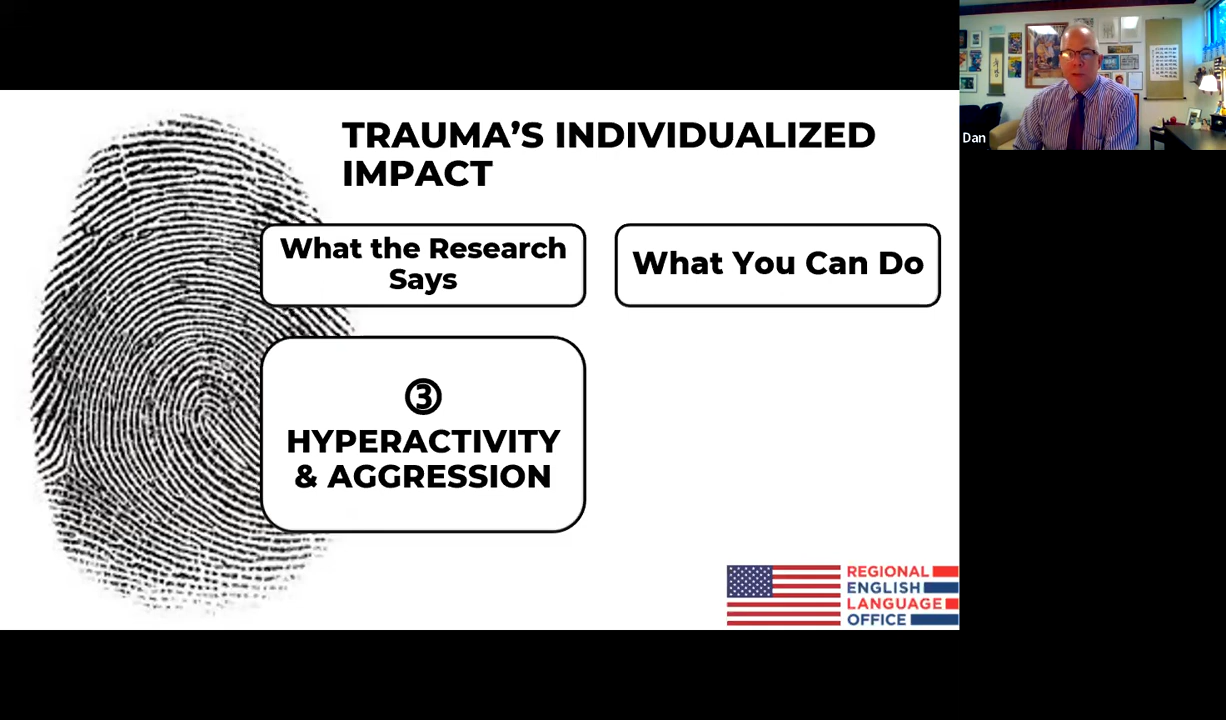 TRAUMA’S INDIVIDUALIZED
IMPACT
What the Research
Says
What You Can Do
③
HYPERACTIVITY
& AGGRESSION
REGIONAL
ENGLISH
LANGUAGE
OFFICE
Dan